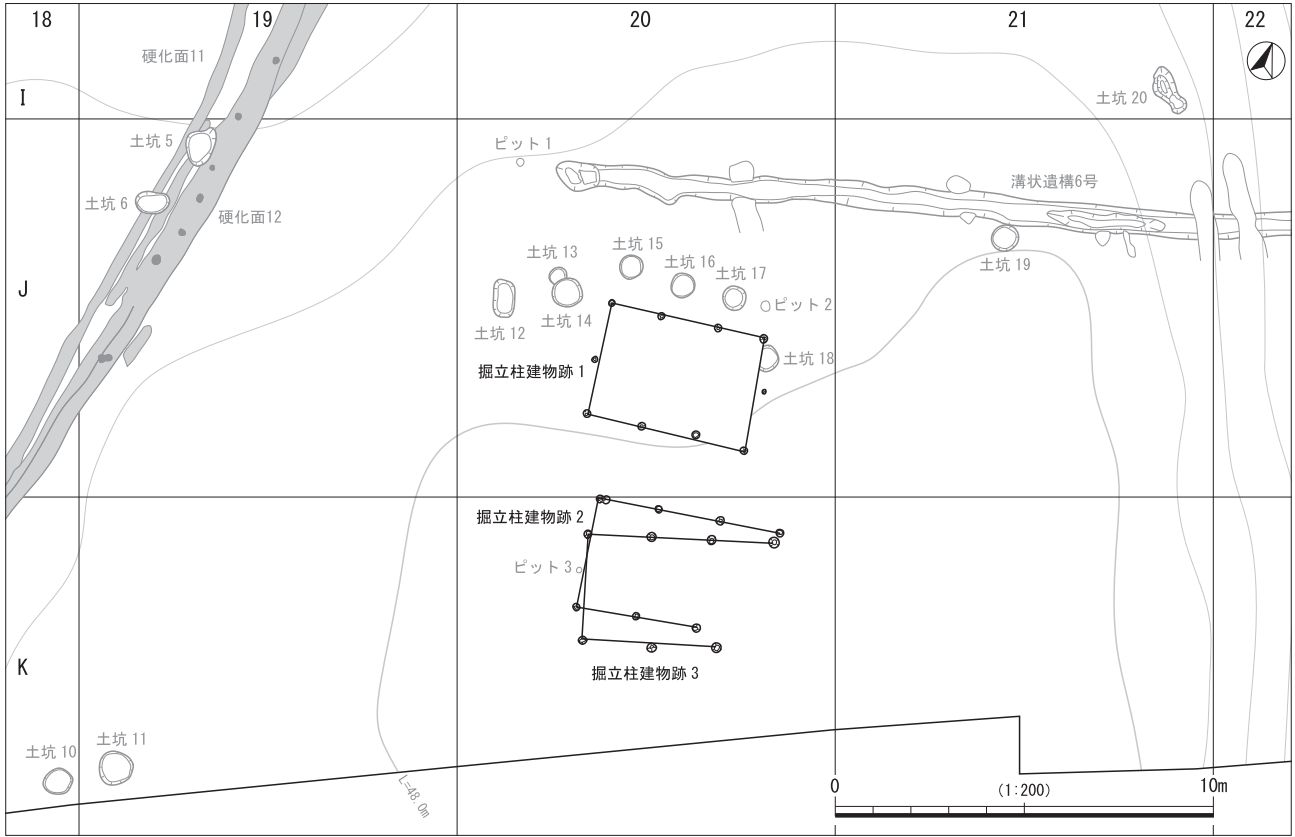 18
19
20
21
22
I
J
K
硬化面11
土坑 5
土坑 6
硬化面12
ピット 1
土坑 20
溝状遺構6号
土坑 19
土坑 13
土坑 15
土坑 16
土坑 17
ピット 2
土坑 12
土坑 14
土坑 18
掘立柱建物跡 1
掘立柱建物跡 2
ピット 3
掘立柱建物跡 3
土坑 10
土坑 11
L=48.0m
0
(1:200)
10m